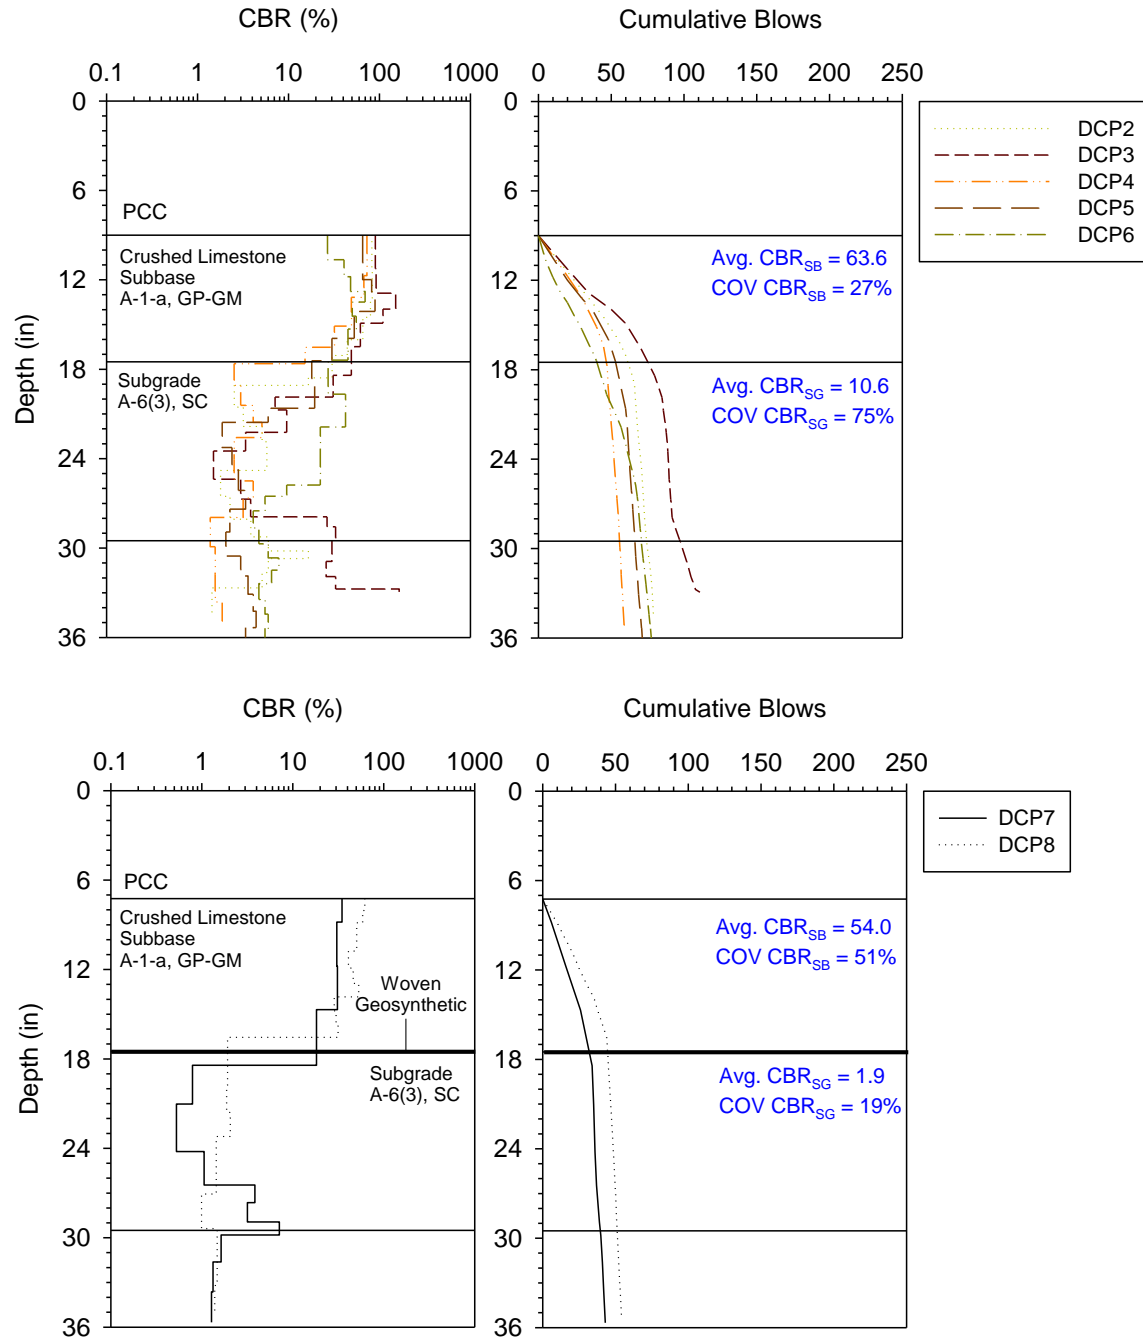 CBR (%)
Cumulative Blows
0.1 1 10 100 1000
0 50 100 150 200 250
0
6
12
18
24
30
36
Depth (in)
PCC
Crushed Limestone
Subbase
A-1-a, GP-GM
Subgrade
A-6(3), SC
Avg. CBRSB = 63.6
COV CBRSB = 27%
Avg. CBRSG = 10.6
COV CBRSG = 75%
DCP2
DCP3
DCP4
DCP5
DCP6
CBR (%)
Cumulative Blows
0.1 1 10 100 1000
0 50 100 150 200 250
0
6
12
18
24
30
36
Depth (in)
PCC
Crushed Limestone
Subbase
A-1-a, GP-GM
Woven
Geosynthetic
Subgrade
A-6(3), SC
Avg. CBRSB = 54.0
COV CBRSB = 51%
Avg. CBRSG = 1.9
COV CBRSG = 19%
DCP7
DCP8